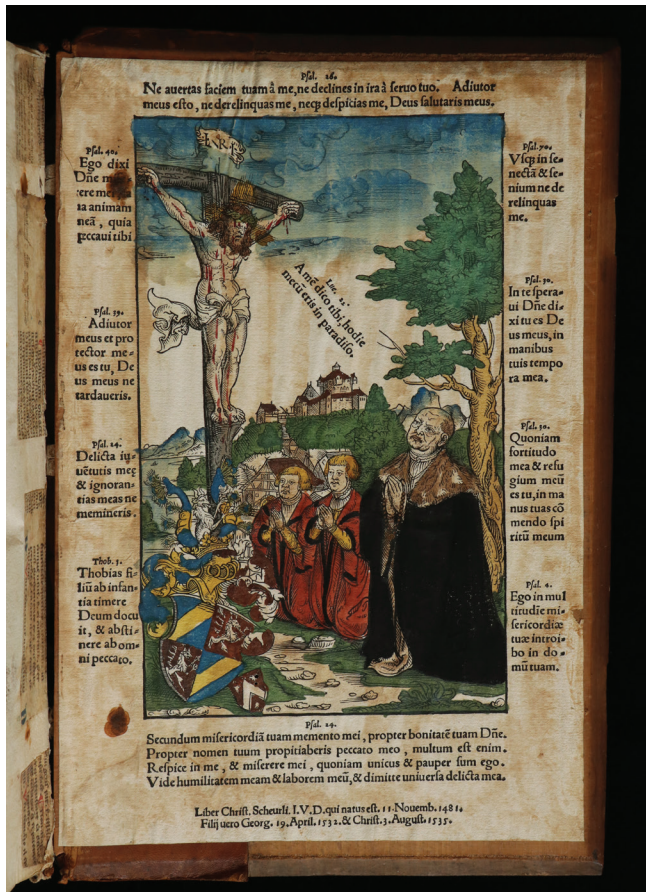 Psal. 26.
Ne auertas faciem tuam à me, ne declines in ira à seruo tuo. Adiutor
meus esto, ne derelinquas me, neq; despicias me, Deus salutaris meus.
Psal. 40.
Ego dixi
Dñe
animam
meã, quia
peccaui tibi
Psal. 39.
Adiutor
meus et pro
tector me-
us es tu, De
us meus ne
tardaueris.
Psal. 24.
Delicta iu-
uẽtutis meę
& ignoran-
tias meas ne
memineris.
Thob. 1.
Thobias fi-
liũ ab infan-
tia timere
Deum docu
it, & absti-
nere ab om-
ni peccato.
I.N.R.I.
Luc. 23.
Amẽ dico tibi, hodie
mecũ eris in paradiso.
Psal. 70.
Vsq; in se-
nectã & se-
nium ne de
relinquas
me.
Psal. 30.
In te spera-
ui Dñe di-
xi tu es De
us meus, in
manibus
tuis tempo
ra mea.
Psal. 30.
Quoniam
fortitudo
mea & refu
gium meũ
es tu, in ma
nus tuas cõ
mendo spi
ritũ meum
Psal. 4.
Ego in mul
titudie mi-
sericordiæ
tuæ introi-
bo in do-
mũ tuam.
Psal. 24.
Secundum misericordiã tuam memento mei, propter bonitatẽ tuam Dñe.
Propter nomen tuum propitiaberis peccato meo, multum est enim.
Respice in me, & miserere mei, quoniam unicus & pauper sum ego.
Vide humilitatem meam & laborem meũ, & dimitte uniuersa delicta mea.
Liber Christ. Scheurli. I.V.D. qui natus est. 11. Nouemb. 1481.
Filij uero Georg. 19. April. 1532. & Christ. 3. August. 1535.